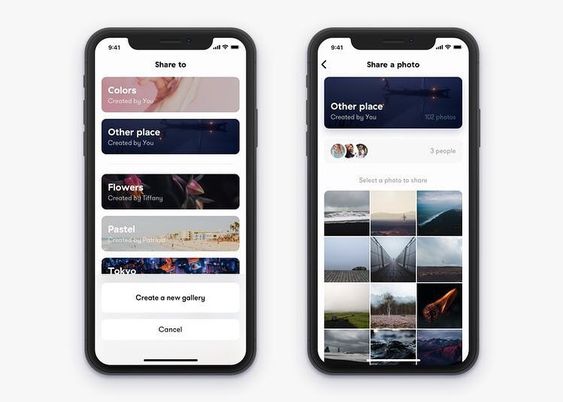 9:41
Share to
Colors
Created by You
Other place
Created by You
Flowers
Created by Tiffany
Pastel
Created by Patricia
Tokyo
Create a new gallery
Cancel
9:41
Share a photo
Other place
Created by You
102 photos
3 people
Select a photo to share